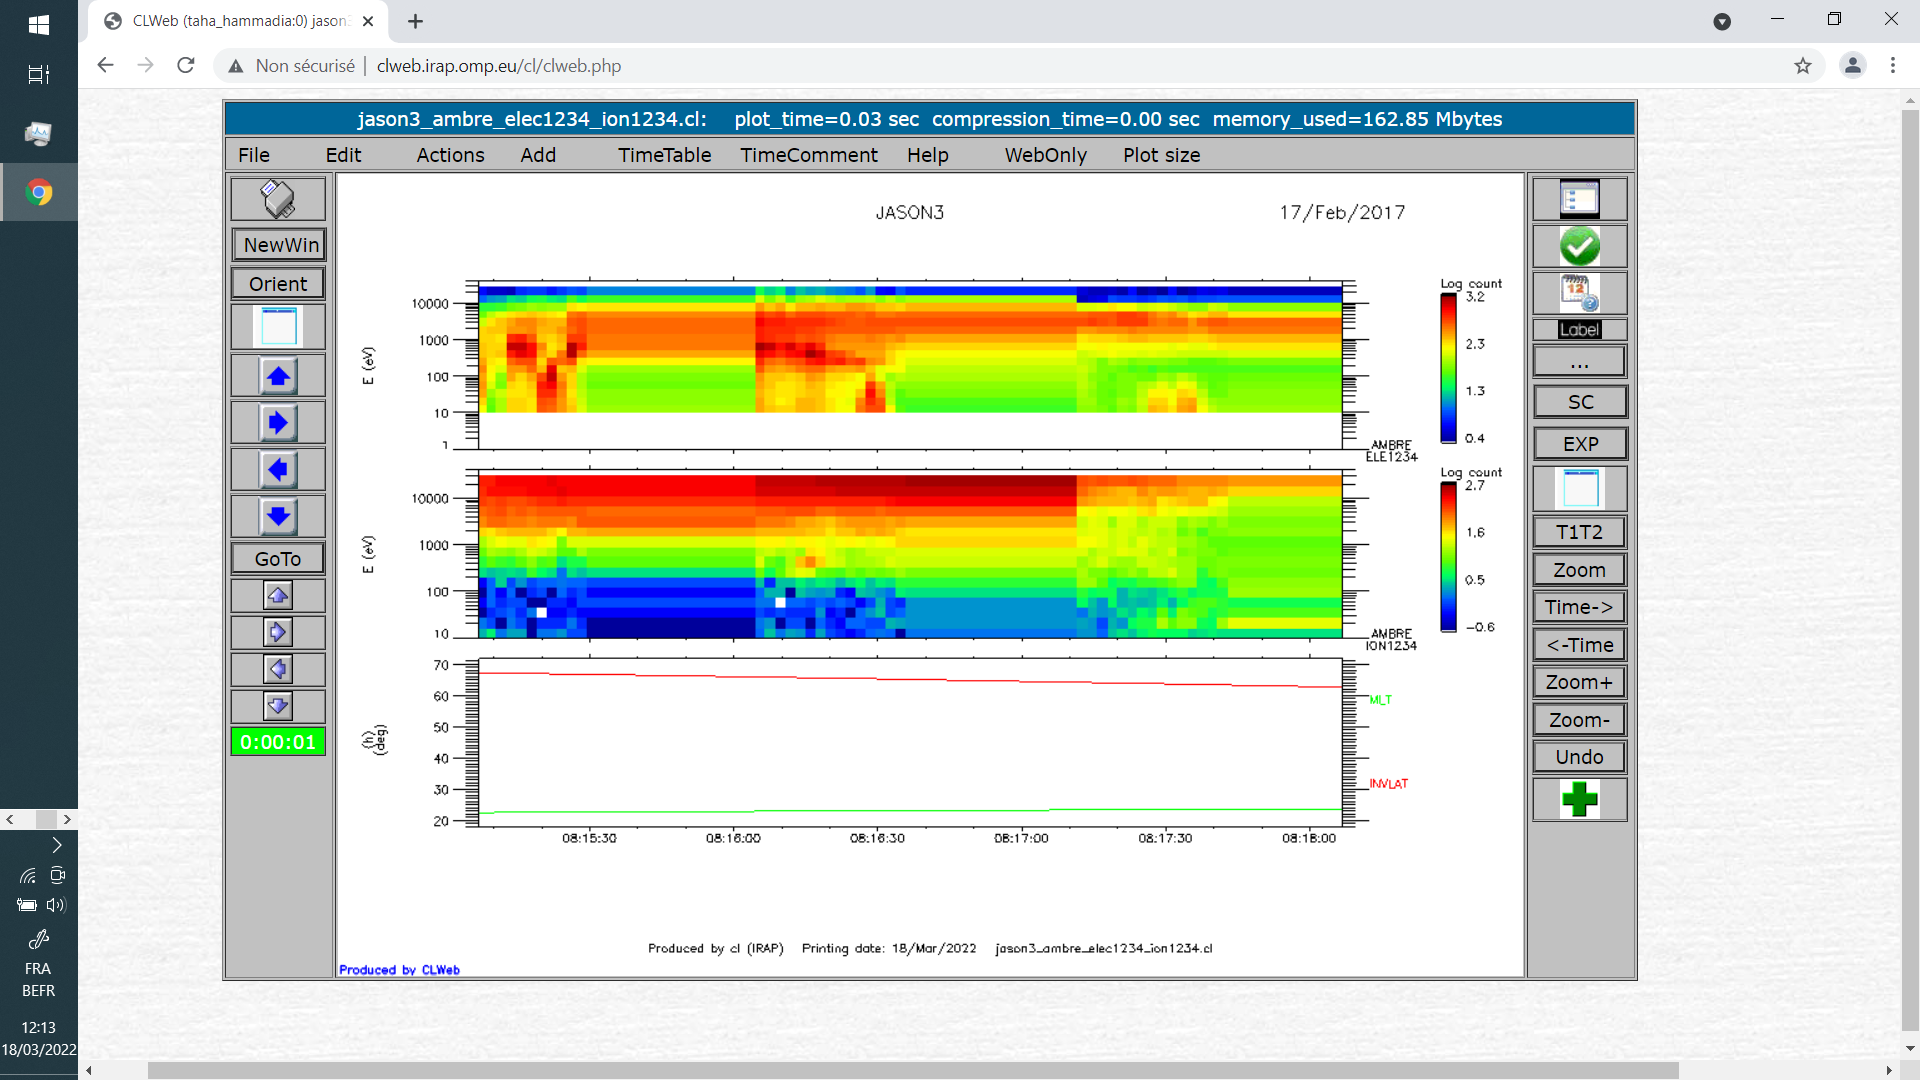 CLWeb (taha_hammadia:0) jason3
Non sécurisé | clweb.irap.omp.eu/cl/clweb.php
jason3_ambre_elec1234_ion1234.cl: plot_time=0.03 sec compression_time=0.00 sec memory_used=162.85 Mbytes
File Edit Actions Add TimeTable TimeComment Help WebOnly Plot size
NewWin
Orient
GoTo
0:00:01
JASON3 17/Feb/2017
Log count
3.2
2.3
1.3
0.4
E (eV)
10000
1000
100
10
1
AMBRE
ELE1234
Log count
2.7
1.6
0.5
-0.6
E (eV)
10000
1000
100
10
AMBRE
ION1234
70
60
50
40
30
20
(h)
(deg)
MLT
INVLAT
08:15:30 08:16:00 08:16:30 08:17:00 08:17:30 08:18:00
Produced by cl (IRAP) Printing date: 18/Mar/2022 jason3_ambre_elec1234_ion1234.cl
Produced by CLWeb
12
Label
...
SC
EXP
T1T2
Zoom
Time->
<-Time
Zoom+
Zoom-
Undo
FRA
BEFR
12:13
18/03/2022